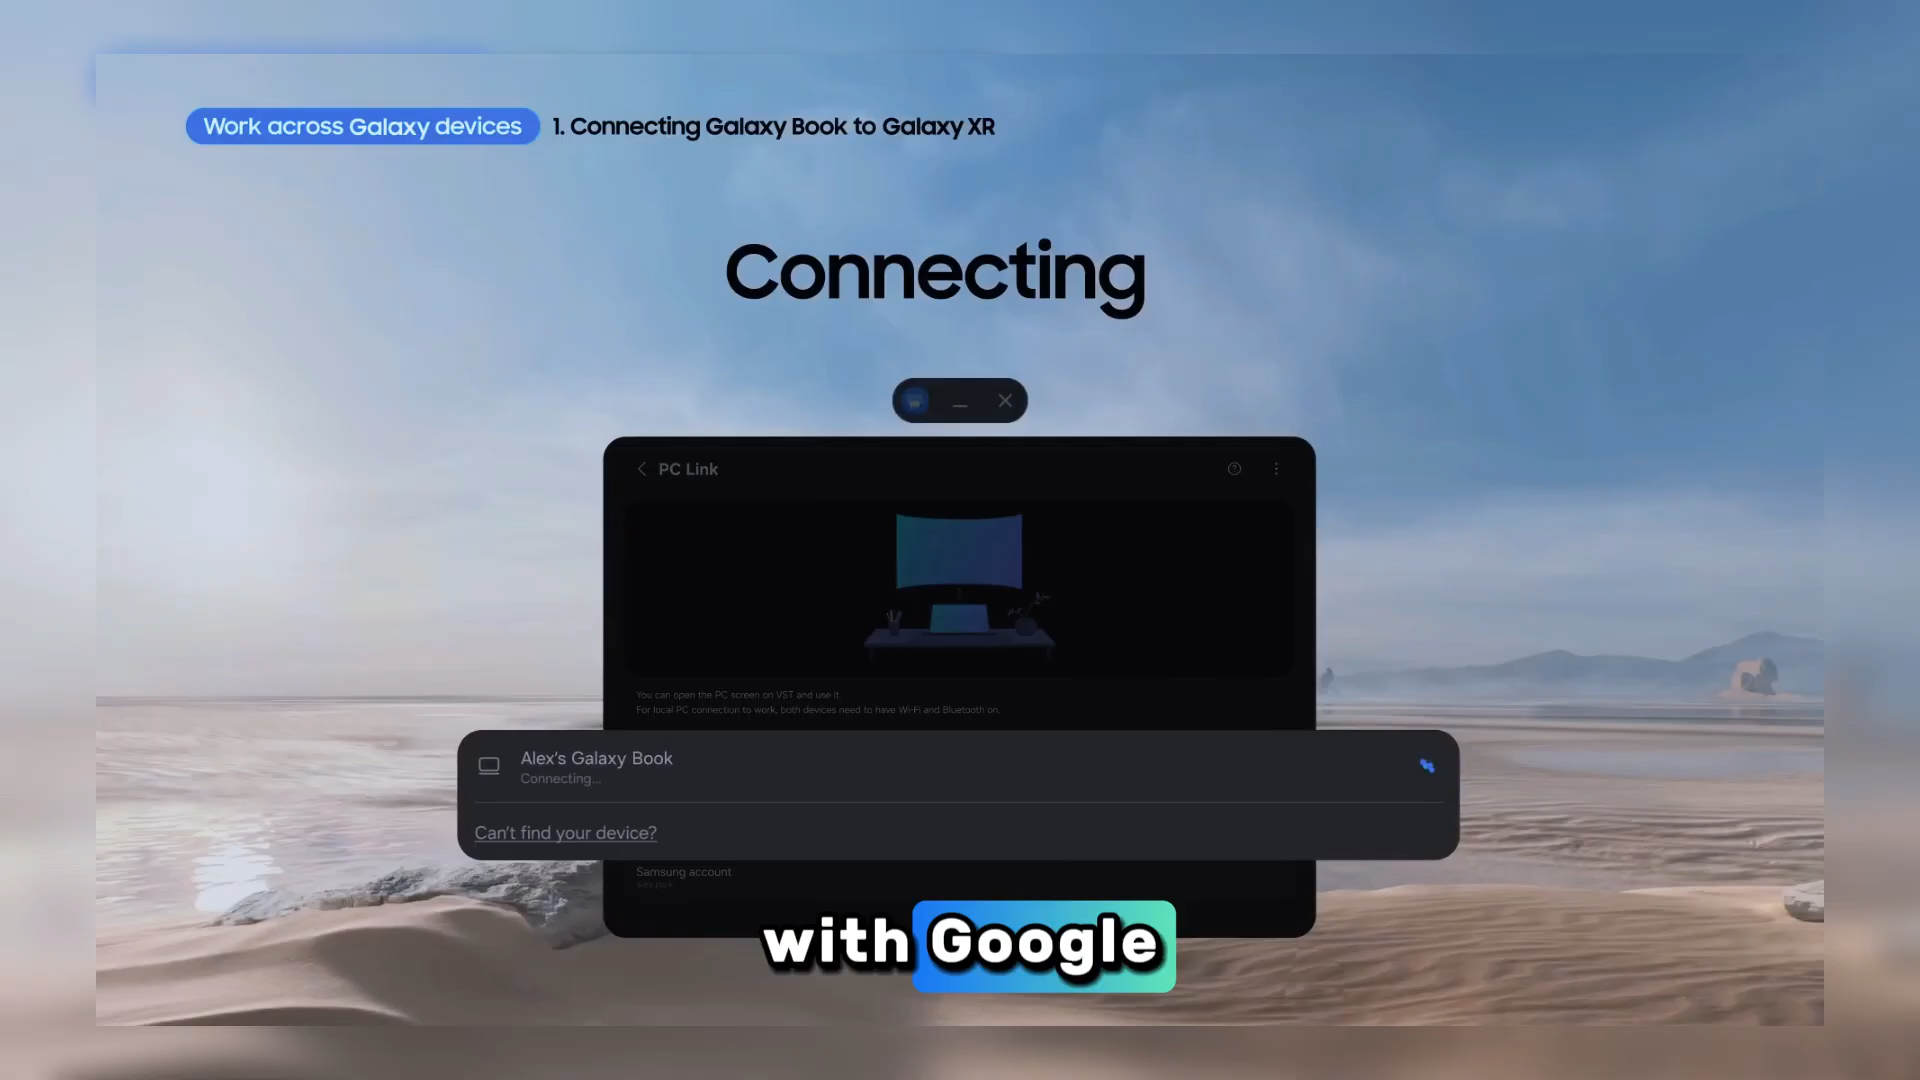 Work across Galaxy devices 1. Connecting Galaxy Book to Galaxy XR
Connecting
PC Link
You can open the PC screen on VST and use it.
For local PC connection to work, both devices need to have Wi-Fi and Bluetooth on.
Alex's Galaxy Book
Connecting...
Can't find your device?
Samsung account
with Google